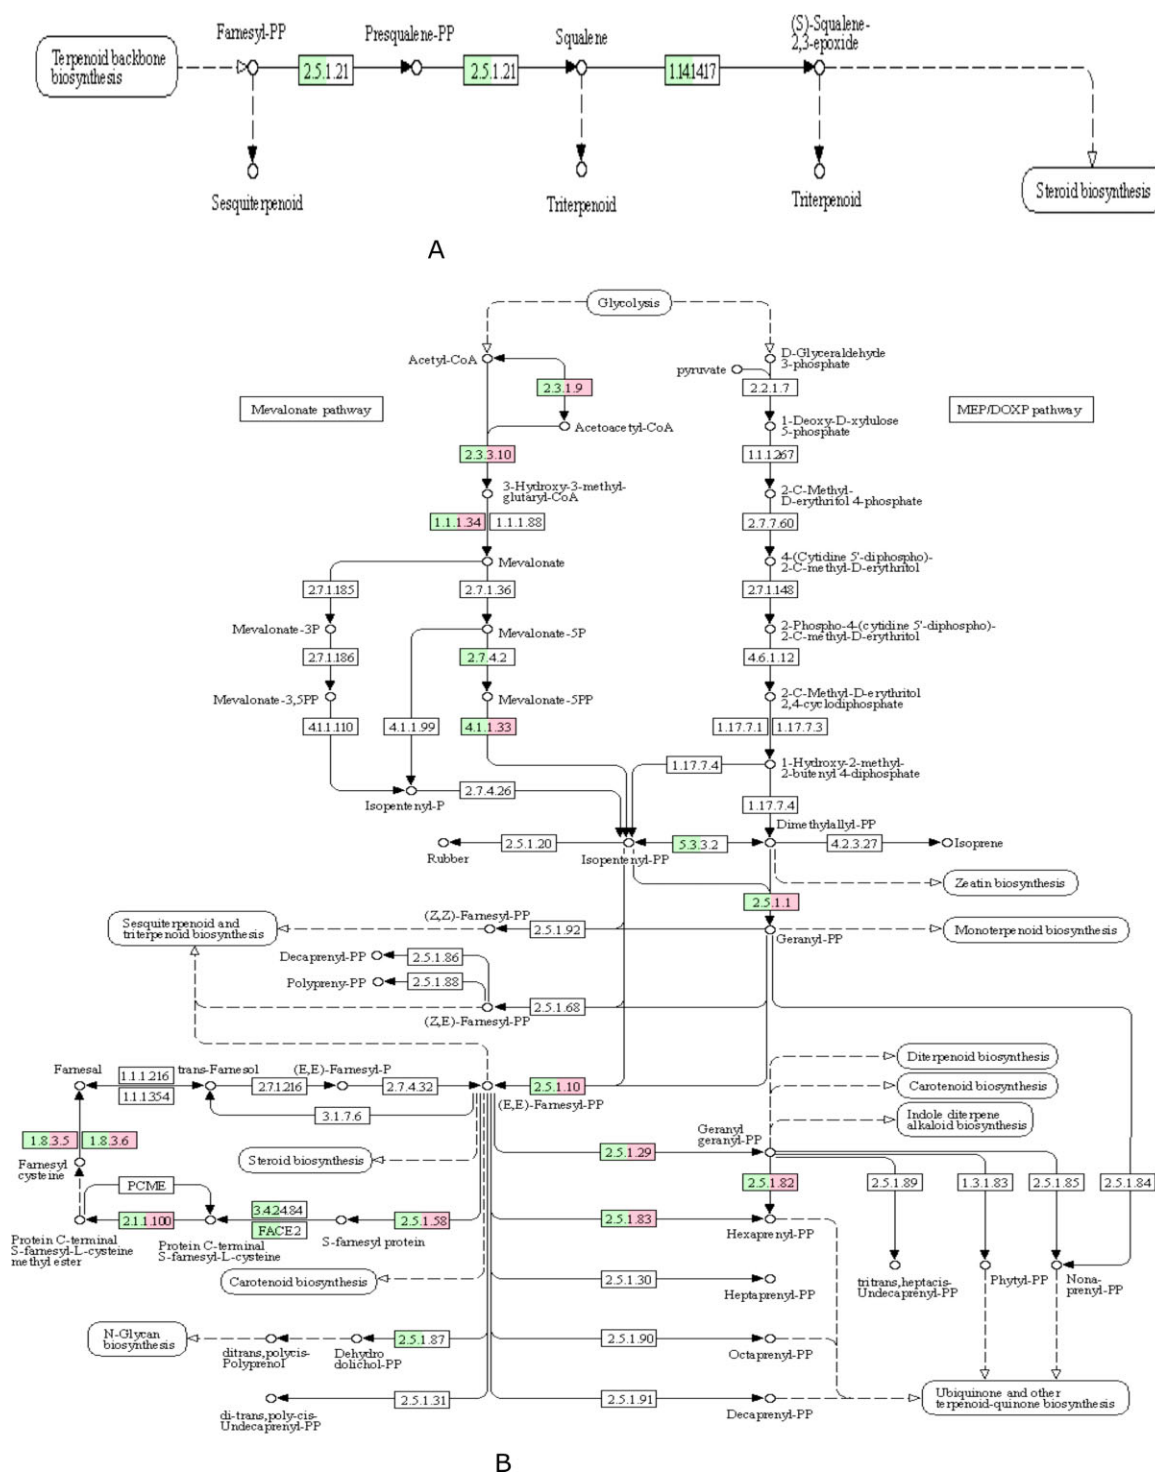 Farnesyl-PP
Presqualene-PP
Squalene
(S)-Squalene-
2,3-epoxide
Terpenoid backbone
biosynthesis
2.5.1.21
2.5.1.21
1.14.14.17
Sesquiterpenoid
Triterpenoid
Triterpenoid
Steroid biosynthesis
A
Glycolysis
Acetyl-CoA
D-Glyceraldehyde
3-phosphate
pyruvate
2.3.1.9
2.2.1.7
Mevalonate pathway
MEP/DOXP pathway
Acetoacetyl-CoA
1-Deoxy-D-xylulose
5-phosphate
2.3.3.10
1.1.1.267
3-Hydroxy-3-methyl-
glutaryl-CoA
2-C-Methyl-
D-erythritol 4-phosphate
1.1.1.34
1.1.1.88
2.7.7.60
Mevalonate
4-(Cytidine 5'-diphospho)-
2-C-methyl-D-erythritol
2.7.1.185
2.7.1.36
2.7.1.148
Mevalonate-3P
Mevalonate-5P
2-Phospho-4-(cytidine 5'-diphospho)-
2-C-methyl-D-erythritol
2.7.1.186
2.7.4.2
4.6.1.12
Mevalonate-3,5PP
Mevalonate-5PP
2-C-Methyl-D-erythritol
2,4-cyclodiphosphate
4.1.1.110
4.1.1.99
4.1.1.33
1.17.7.1
1.17.7.3
1.17.7.4
1-Hydroxy-2-methyl-
2-butenyl 4-diphosphate
Isopentenyl-P
2.7.4.26
1.17.7.4
Dimethylallyl-PP
Rubber
2.5.1.20
Isopentenyl-PP
5.3.3.2
4.2.3.27
Isoprene
Zeatin biosynthesis
2.5.1.1
Sesquiterpenoid and
triterpenoid biosynthesis
(Z,Z)-Farnesyl-PP
2.5.1.92
Geranyl-PP
Monoterpenoid biosynthesis
Decaprenyl-PP
2.5.1.86
Polypreny-PP
2.5.1.88
(Z,E)-Farnesyl-PP
2.5.1.68
Diterpenoid biosynthesis
Farnesal
1.1.1.216
1.1.1.354
trans-Farnesol
2.7.1.216
(E,E)-Farnesyl-P
2.7.4.32
2.5.1.10
(E,E)-Farnesyl-PP
Carotenoid biosynthesis
3.1.7.6
Indole diterpene
alkaloid biosynthesis
1.8.3.5
1.8.3.6
Geranyl
geranyl-PP
Farnesyl
cysteine
Steroid biosynthesis
2.5.1.29
PCME
2.5.1.82
2.5.1.89
1.3.1.83
2.5.1.85
2.5.1.84
2.1.1.100
3.4.24.84
FACE2
2.5.1.58
2.5.1.83
Protein C-terminal
S-farnesyl-L-cysteine
methyl ester
Protein C-terminal
S-farnesyl-L-cysteine
S-farnesyl protein
Hexaprenyl-PP
Carotenoid biosynthesis
2.5.1.30
Heptaprenyl-PP
tritrans,heptacis-
Undecaprenyl-PP
Phytyl-PP
Nona-
prenyl-PP
N-Glycan
biosynthesis
ditrans,polycis-
Polyprenol
Dehydro
dolichol-PP
2.5.1.87
2.5.1.90
Octaprenyl-PP
di-trans,poly-cis-
Undecaprenyl-PP
2.5.1.31
2.5.1.91
Decaprenyl-PP
Ubiquinone and other
terpenoid-quinone biosynthesis
B